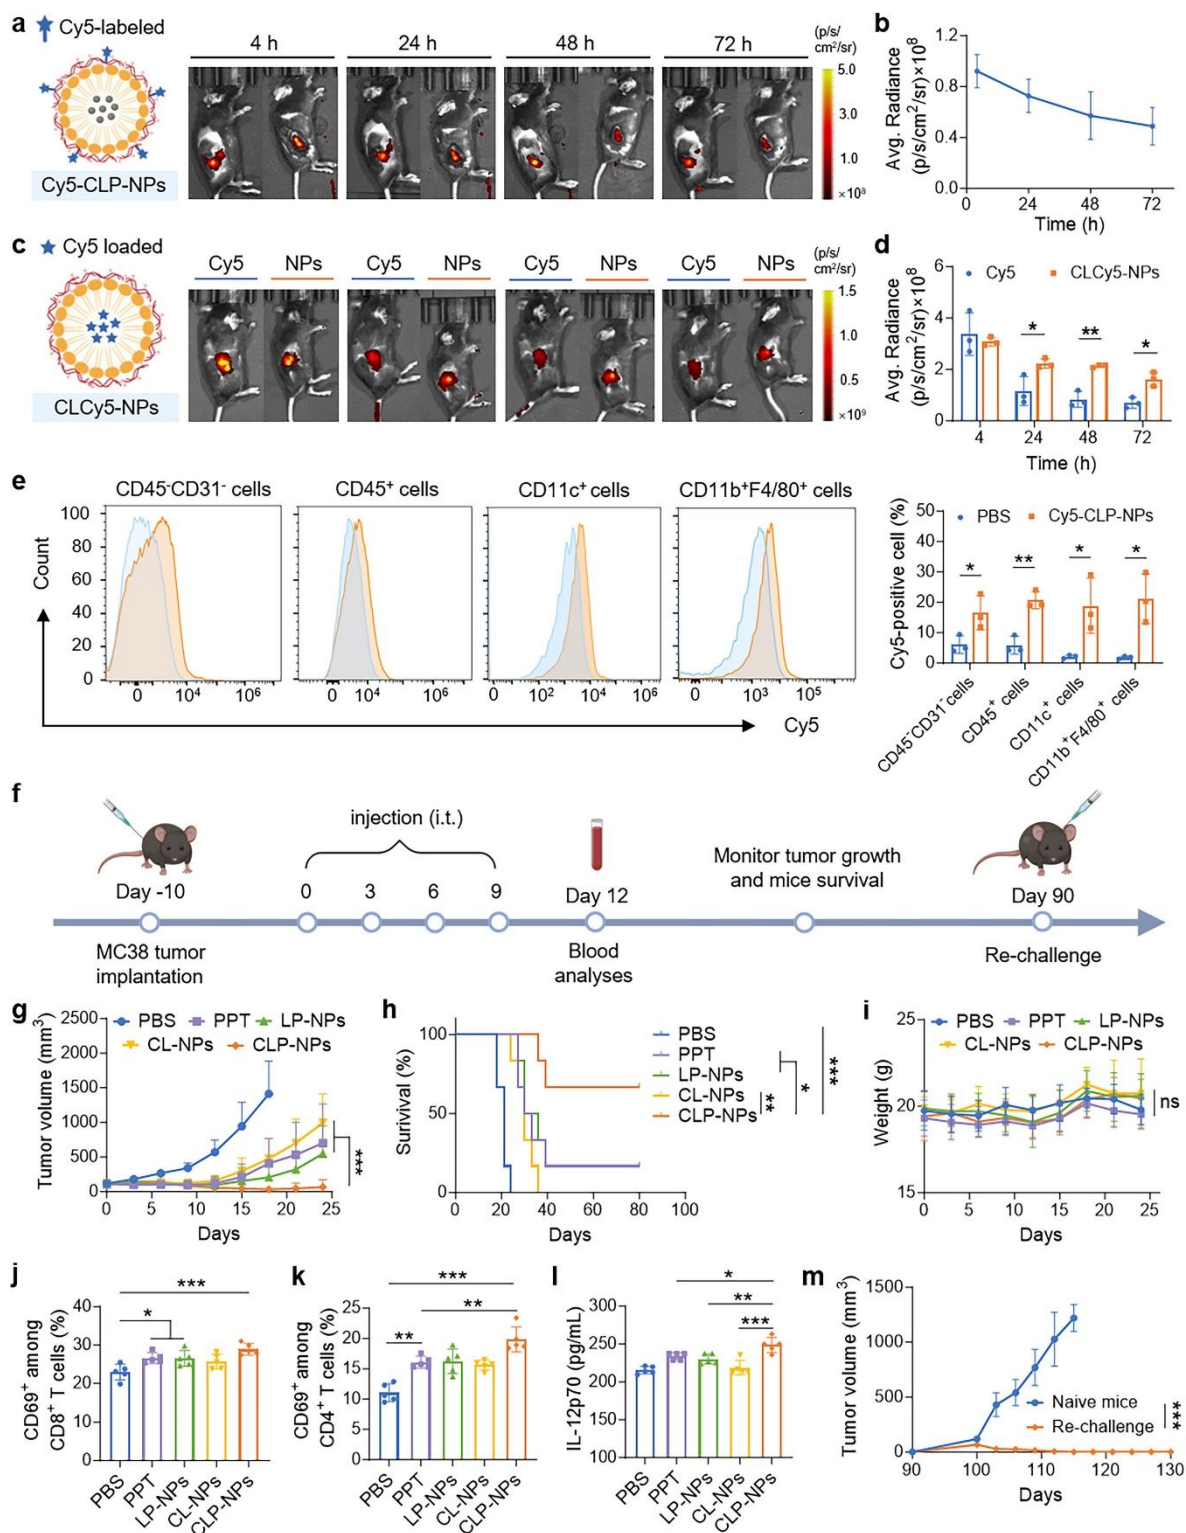 a
Cy5-labeled
Cy5-CLP-NPs
4 h
24 h
48 h
72 h
(p/s/
cm²/sr)
5.0
3.0
1.0
×10⁸
b
Avg. Radiance
(p/s/cm²/sr)×10⁸
1.2
0.8
0.4
0.0
0
24
48
72
Time (h)
c
Cy5 loaded
CLCy5-NPs
Cy5
NPs
Cy5
NPs
Cy5
NPs
Cy5
NPs
(p/s/
cm²/sr)
1.5
1.0
0.5
×10⁹
d
Cy5
CLCy5-NPs
Avg. Radiance
(p/s/cm²/sr)×10⁸
6
4
2
0
*
**
*
4
24
48
72
Time (h)
e
CD45⁻CD31⁻ cells
CD45⁺ cells
CD11c⁺ cells
CD11b⁺F4/80⁺ cells
Count
100
80
60
40
20
0
0 10⁴ 10⁶
0 10⁴ 10⁶
0 10² 10⁴ 10⁶
0 10³ 10⁵
Cy5
PBS
Cy5-CLP-NPs
Cy5-positive cell (%)
50
40
30
20
10
0
*
**
*
*
CD45⁻CD31⁻cells
CD45⁺ cells
CD11c⁺ cells
CD11b⁺F4/80⁺ cells
f
injection (i.t.)
Monitor tumor growth
and mice survival
Day -10
0
3
6
9
Day 12
Day 90
MC38 tumor
implantation
Blood
analyses
Re-challenge
g
PBS
PPT
LP-NPs
CL-NPs
CLP-NPs
Tumor volume (mm³)
2500
2000
1500
1000
500
0
***
0 5 10 15 20 25
Days
h
Survival (%)
100
50
0
0 20 40 60 80 100
Days
PBS
PPT
LP-NPs
CL-NPs
CLP-NPs
**
*
***
i
PBS
PPT
LP-NPs
CL-NPs
CLP-NPs
Weight (g)
25
20
15
ns
0 5 10 15 20 25
Days
j
CD69⁺ among
CD8⁺ T cells (%)
40
30
20
10
0
***
*
PBS
PPT
LP-NPs
CL-NPs
CLP-NPs
k
CD69⁺ among
CD4⁺ T cells (%)
25
20
15
10
5
0
***
**
**
PBS
PPT
LP-NPs
CL-NPs
CLP-NPs
l
IL-12p70 (pg/mL)
300
250
200
150
100
*
**
***
PBS
PPT
LP-NPs
CL-NPs
CLP-NPs
m
Tumor volume (mm³)
1500
1000
500
0
Naive mice
Re-challenge
***
90 100 110 120 130
Days